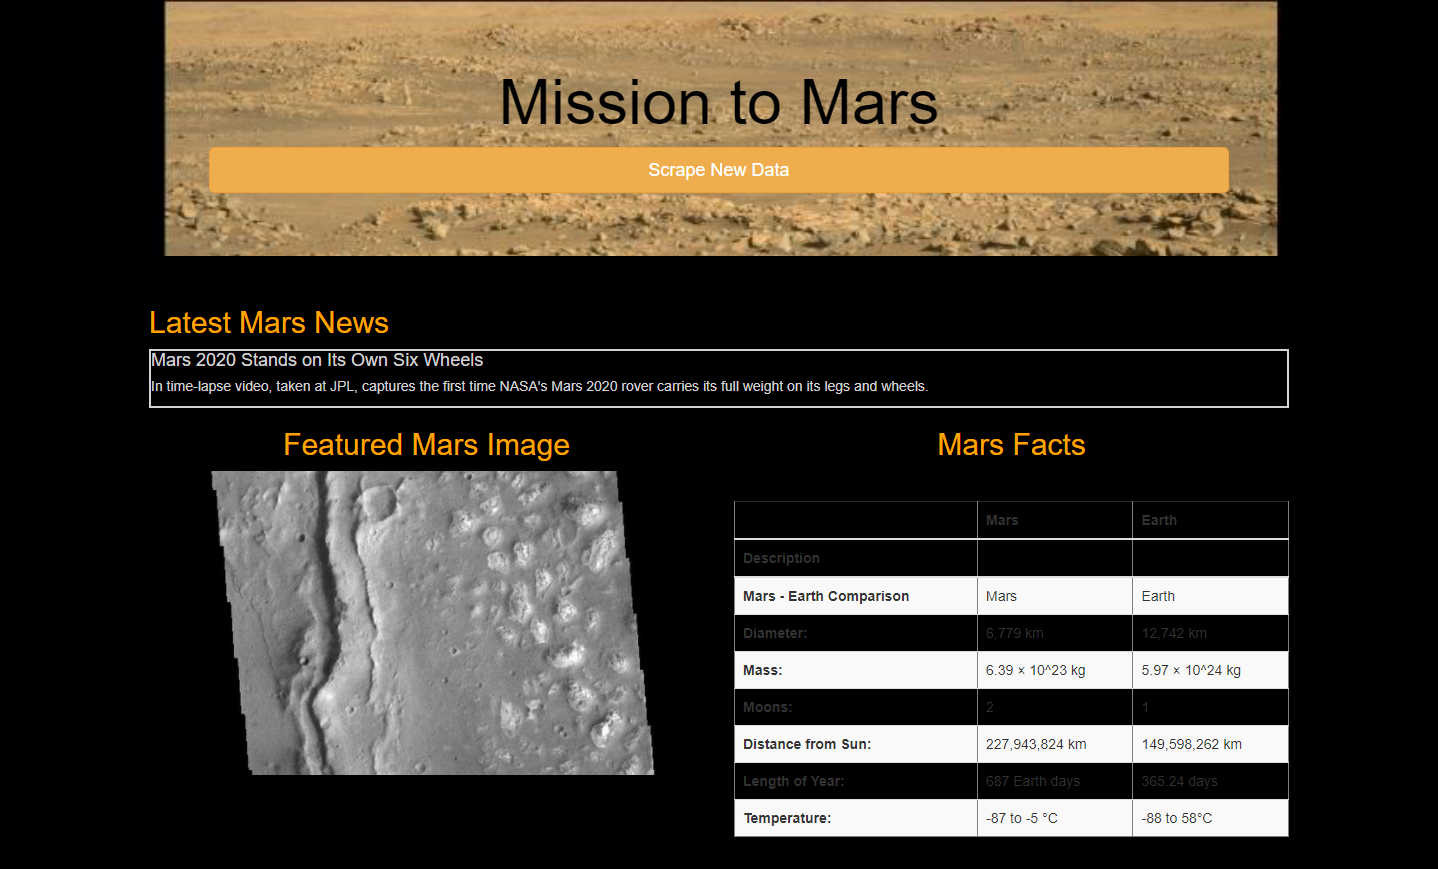 Mission to Mars
Scrape New Data
Latest Mars News
Mars 2020 Stands on Its Own Six Wheels
In time-lapse video, taken at JPL, captures the first time NASA's Mars 2020 rover carries its full weight on its legs and wheels.
Featured Mars Image
Mars Facts
Mars Earth
Description
Mars - Earth Comparison Mars Earth
Diameter: 6,779 km 12,742 km
Mass: 6.39 × 10^23 kg 5.97 × 10^24 kg
Moons: 2 1
Distance from Sun: 227,943,824 km 149,598,262 km
Length of Year: 687 Earth days 365.24 days
Temperature: -87 to -5 °C -88 to 58°C